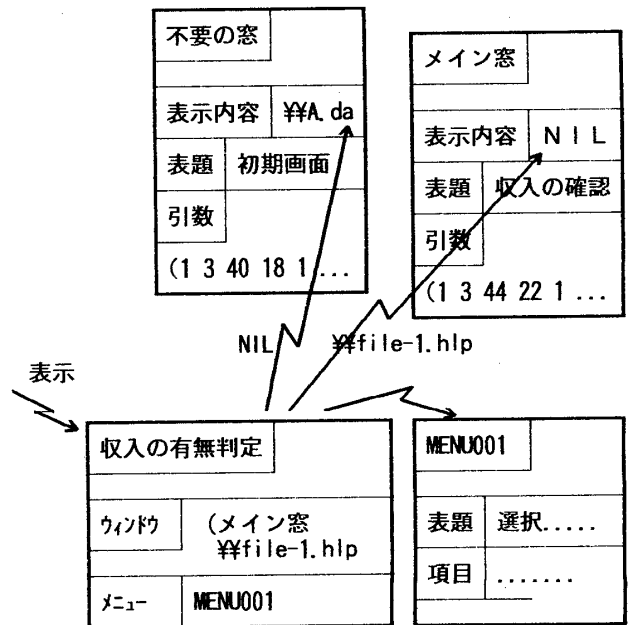 不要の窓
表示内容 ¥¥A.da
表題 初期画面
引数
(1 3 40 18 1 ...
メイン窓
表示内容 NIL
表題 収入の確認
引数
(1 3 44 22 1 ...
NIL ¥¥file-1.hlp
表示
収入の有無判定
ウィンドウ (メイン窓
¥¥file-1.hlp
メニュー MENU001
MENU001
表題 選択.....
項目 .......